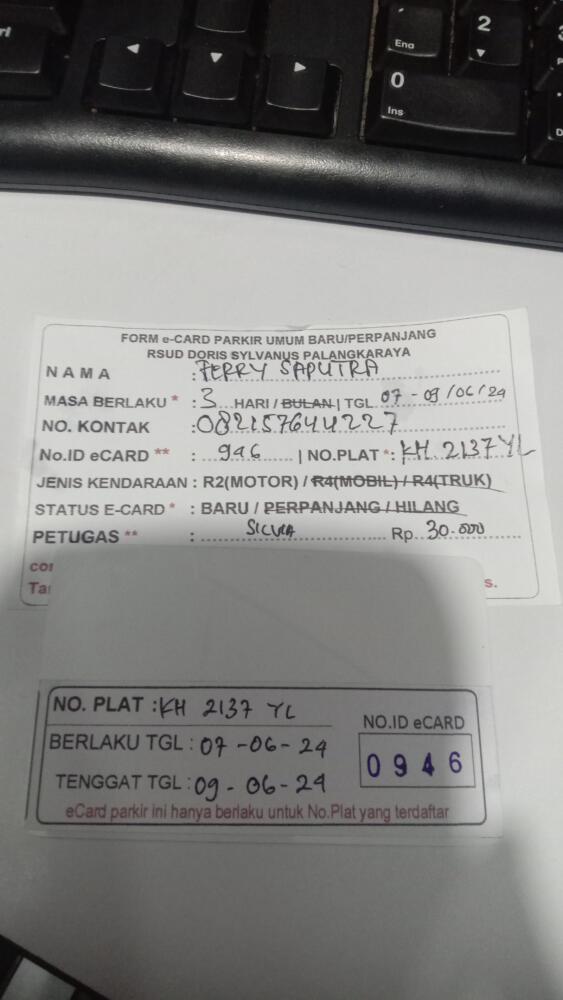 rl
End
2
0
Ins
FORM e-CARD PARKIR UMUM BARU/PERPANJANG
RSUD DORIS SYLVANUS PALANGKARAYA
NAMA : FERRY SAPUTRA
MASA BERLAKU * : 3 HARI / BULAN | TGL 07 - 09/06/24
NO. KONTAK : 082157644227
No.ID eCARD ** : 946 | NO.PLAT *: KH 2137 YL
JENIS KENDARAAN : R2(MOTOR) / R4(MOBIL) / R4(TRUK)
STATUS E-CARD * : BARU / PERPANJANG / HILANG
PETUGAS ** : SILVIA Rp. 30.000
s.
NO. PLAT : KH 2137 YL
NO.ID eCARD
BERLAKU TGL : 07-06-24
0946
TENGGAT TGL : 09-06-24
eCard parkir ini hanya berlaku untuk No.Plat yang terdaftar